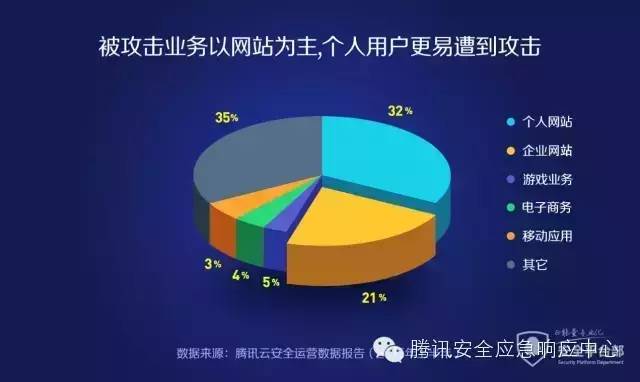 被攻击业务以网站为主,个人用户更易遭到攻击
35%
32%
个人网站
企业网站
游戏业务
电子商务
移动应用
其它
3%
4%
5%
21%
数据来源：腾讯云安全运营数据报告
腾讯安全应急响应中心
Security Platform Department